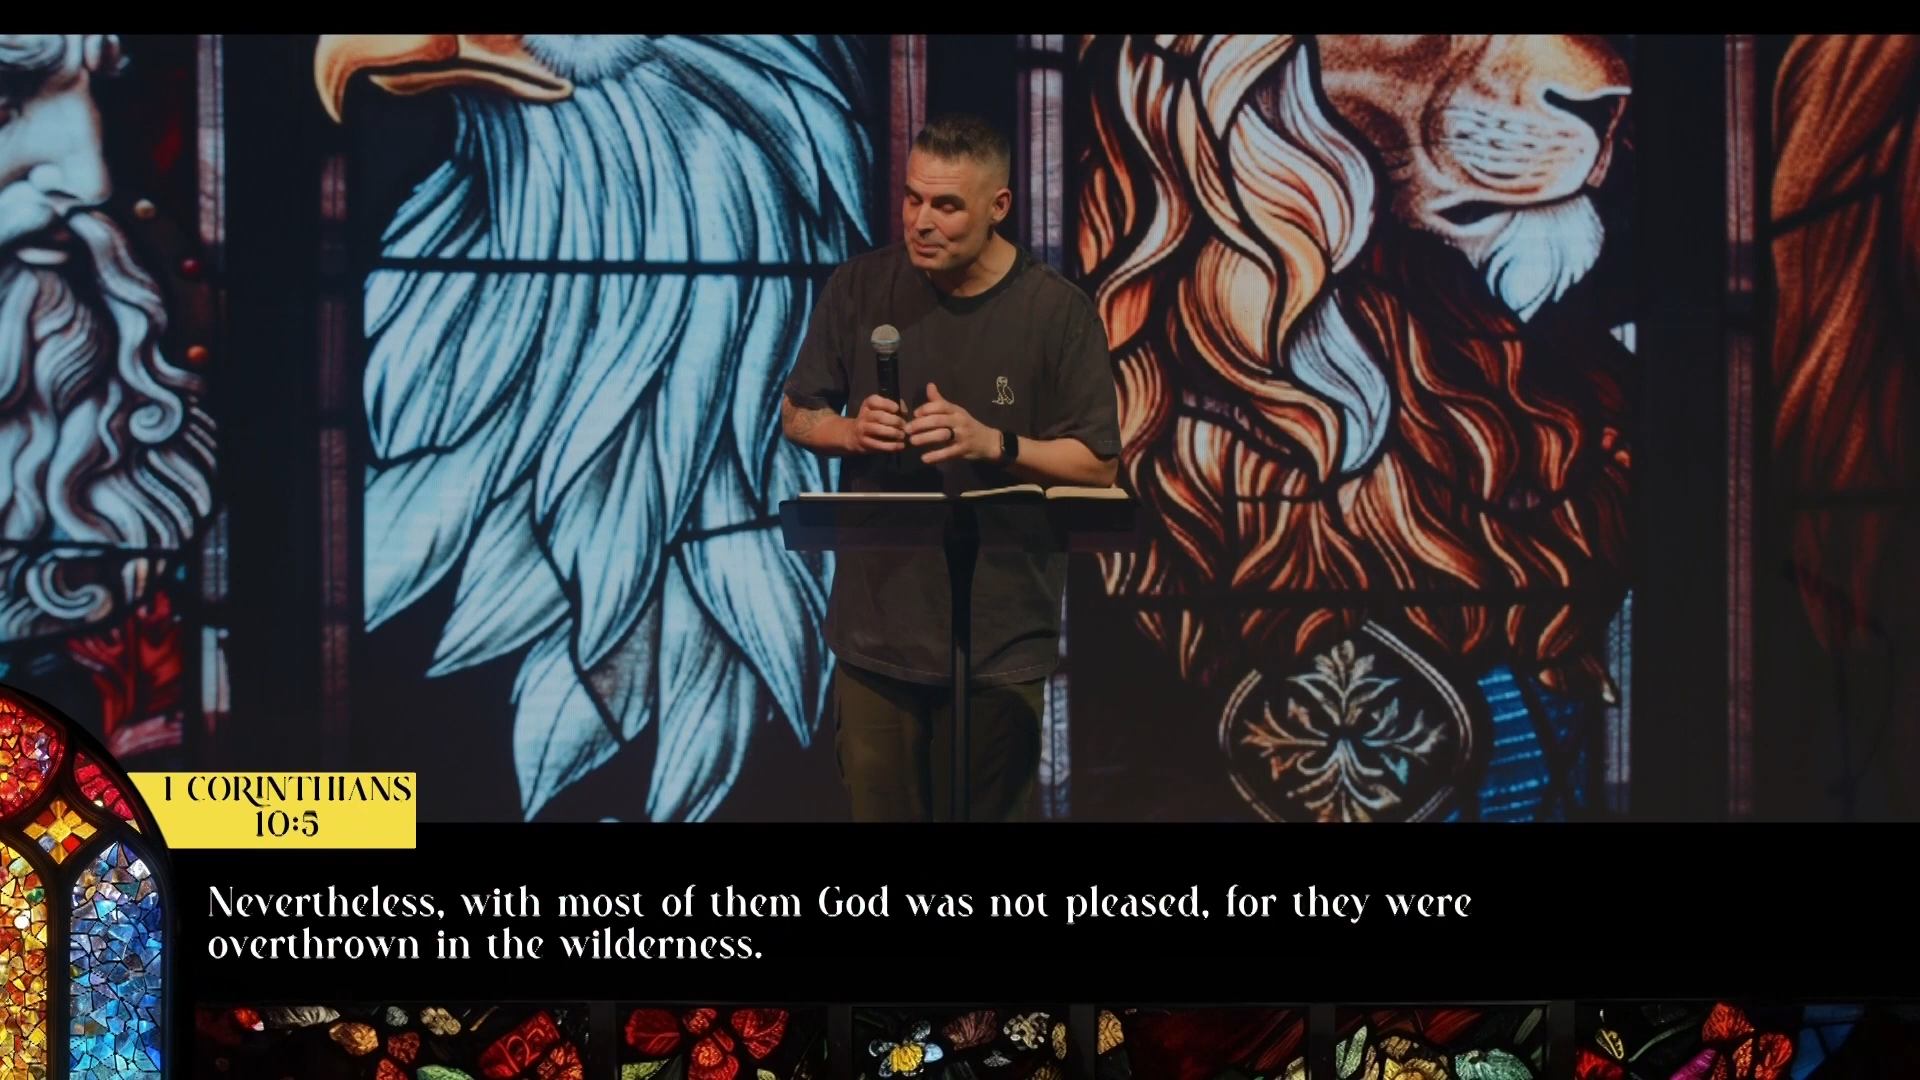 1 CORINTHIANS
10:5
Nevertheless, with most of them God was not pleased, for they were
overthrown in the wilderness.